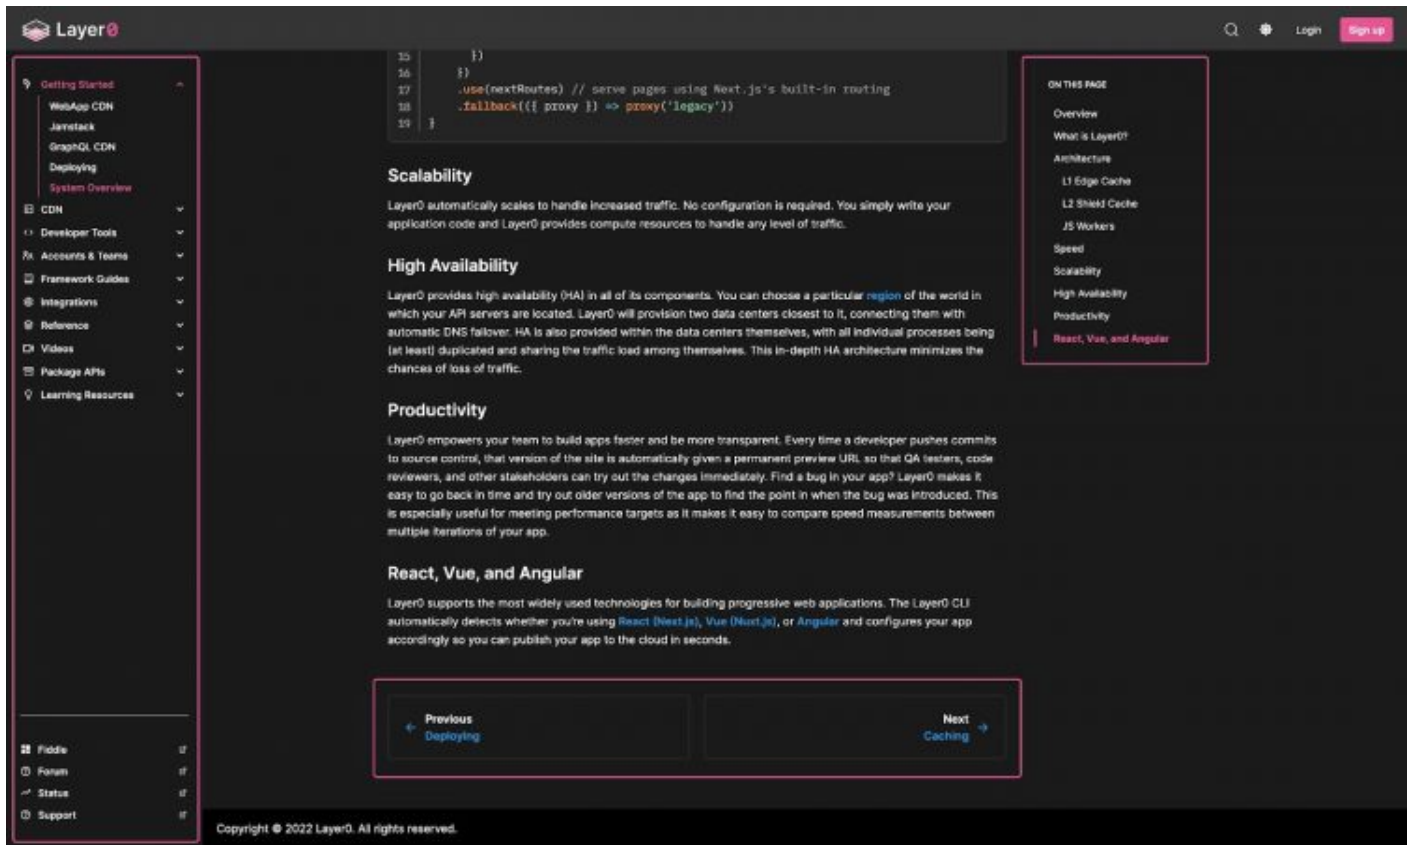 Layer0
Login
Sign up
Getting Started
WebApp CDN
Jamstack
GraphQL CDN
Deploying
System Overview
CDN
Developer Tools
Accounts & Teams
Framework Guides
Integrations
Reference
Videos
Package APIs
Learning Resources
Fiddle
Forum
Status
Support
15 })
16 })
17 .use(nextRoutes) // serve pages using Next.js's built-in routing
18 .fallback(({ proxy }) => proxy('legacy'))
19 }
Scalability
Layer0 automatically scales to handle increased traffic. No configuration is required. You simply write your
application code and Layer0 provides compute resources to handle any level of traffic.
High Availability
Layer0 provides high availability (HA) in all of its components. You can choose a particular region of the world in
which your API servers are located. Layer0 will provision two data centers closest to it, connecting them with
automatic DNS failover. HA is also provided within the data centers themselves, with all individual processes being
(at least) duplicated and sharing the traffic load among themselves. This in-depth HA architecture minimizes the
chances of loss of traffic.
Productivity
Layer0 empowers your team to build apps faster and be more transparent. Every time a developer pushes commits
to source control, that version of the site is automatically given a permanent preview URL so that QA testers, code
reviewers, and other stakeholders can try out the changes immediately. Find a bug in your app? Layer0 makes it
easy to go back in time and try out older versions of the app to find the point in when the bug was introduced. This
is especially useful for meeting performance targets as it makes it easy to compare speed measurements between
multiple iterations of your app.
React, Vue, and Angular
Layer0 supports the most widely used technologies for building progressive web applications. The Layer0 CLI
automatically detects whether you're using React (Next.js), Vue (Nuxt.js), or Angular and configures your app
accordingly so you can publish your app to the cloud in seconds.
Previous
Deploying
Next
Caching
ON THIS PAGE
Overview
What is Layer0?
Architecture
L1 Edge Cache
L2 Shield Cache
JS Workers
Speed
Scalability
High Availability
Productivity
React, Vue, and Angular
Copyright © 2022 Layer0. All rights reserved.